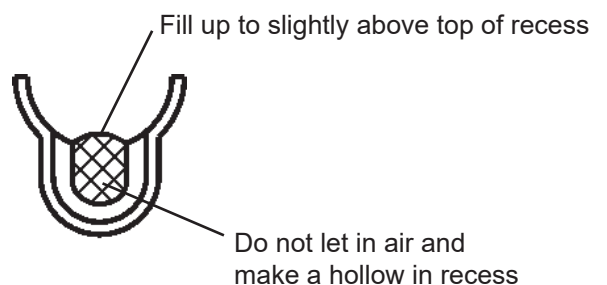 Fill up to slightly above top of recess
Do not let in air and
make a hollow in recess